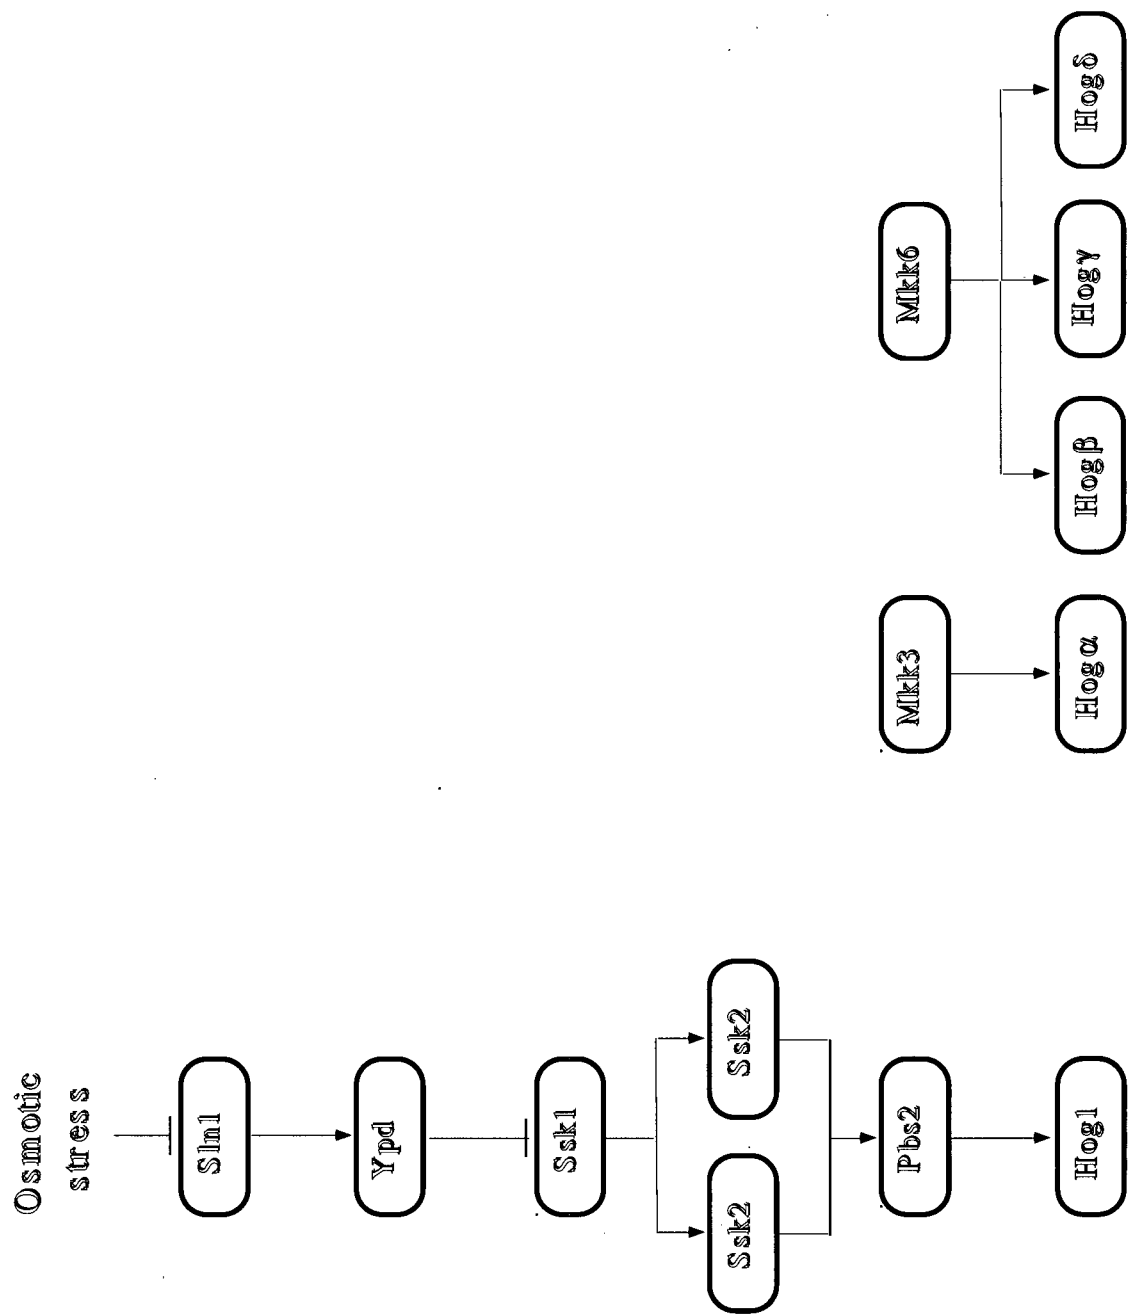 Osmotic
stress
Sln1
Ypd
Ssk1
Ssk2
Ssk2
Pbs2
Hog1
Mkk3
Hogα
Mkk6
Hogβ
Hogγ
Hogδ